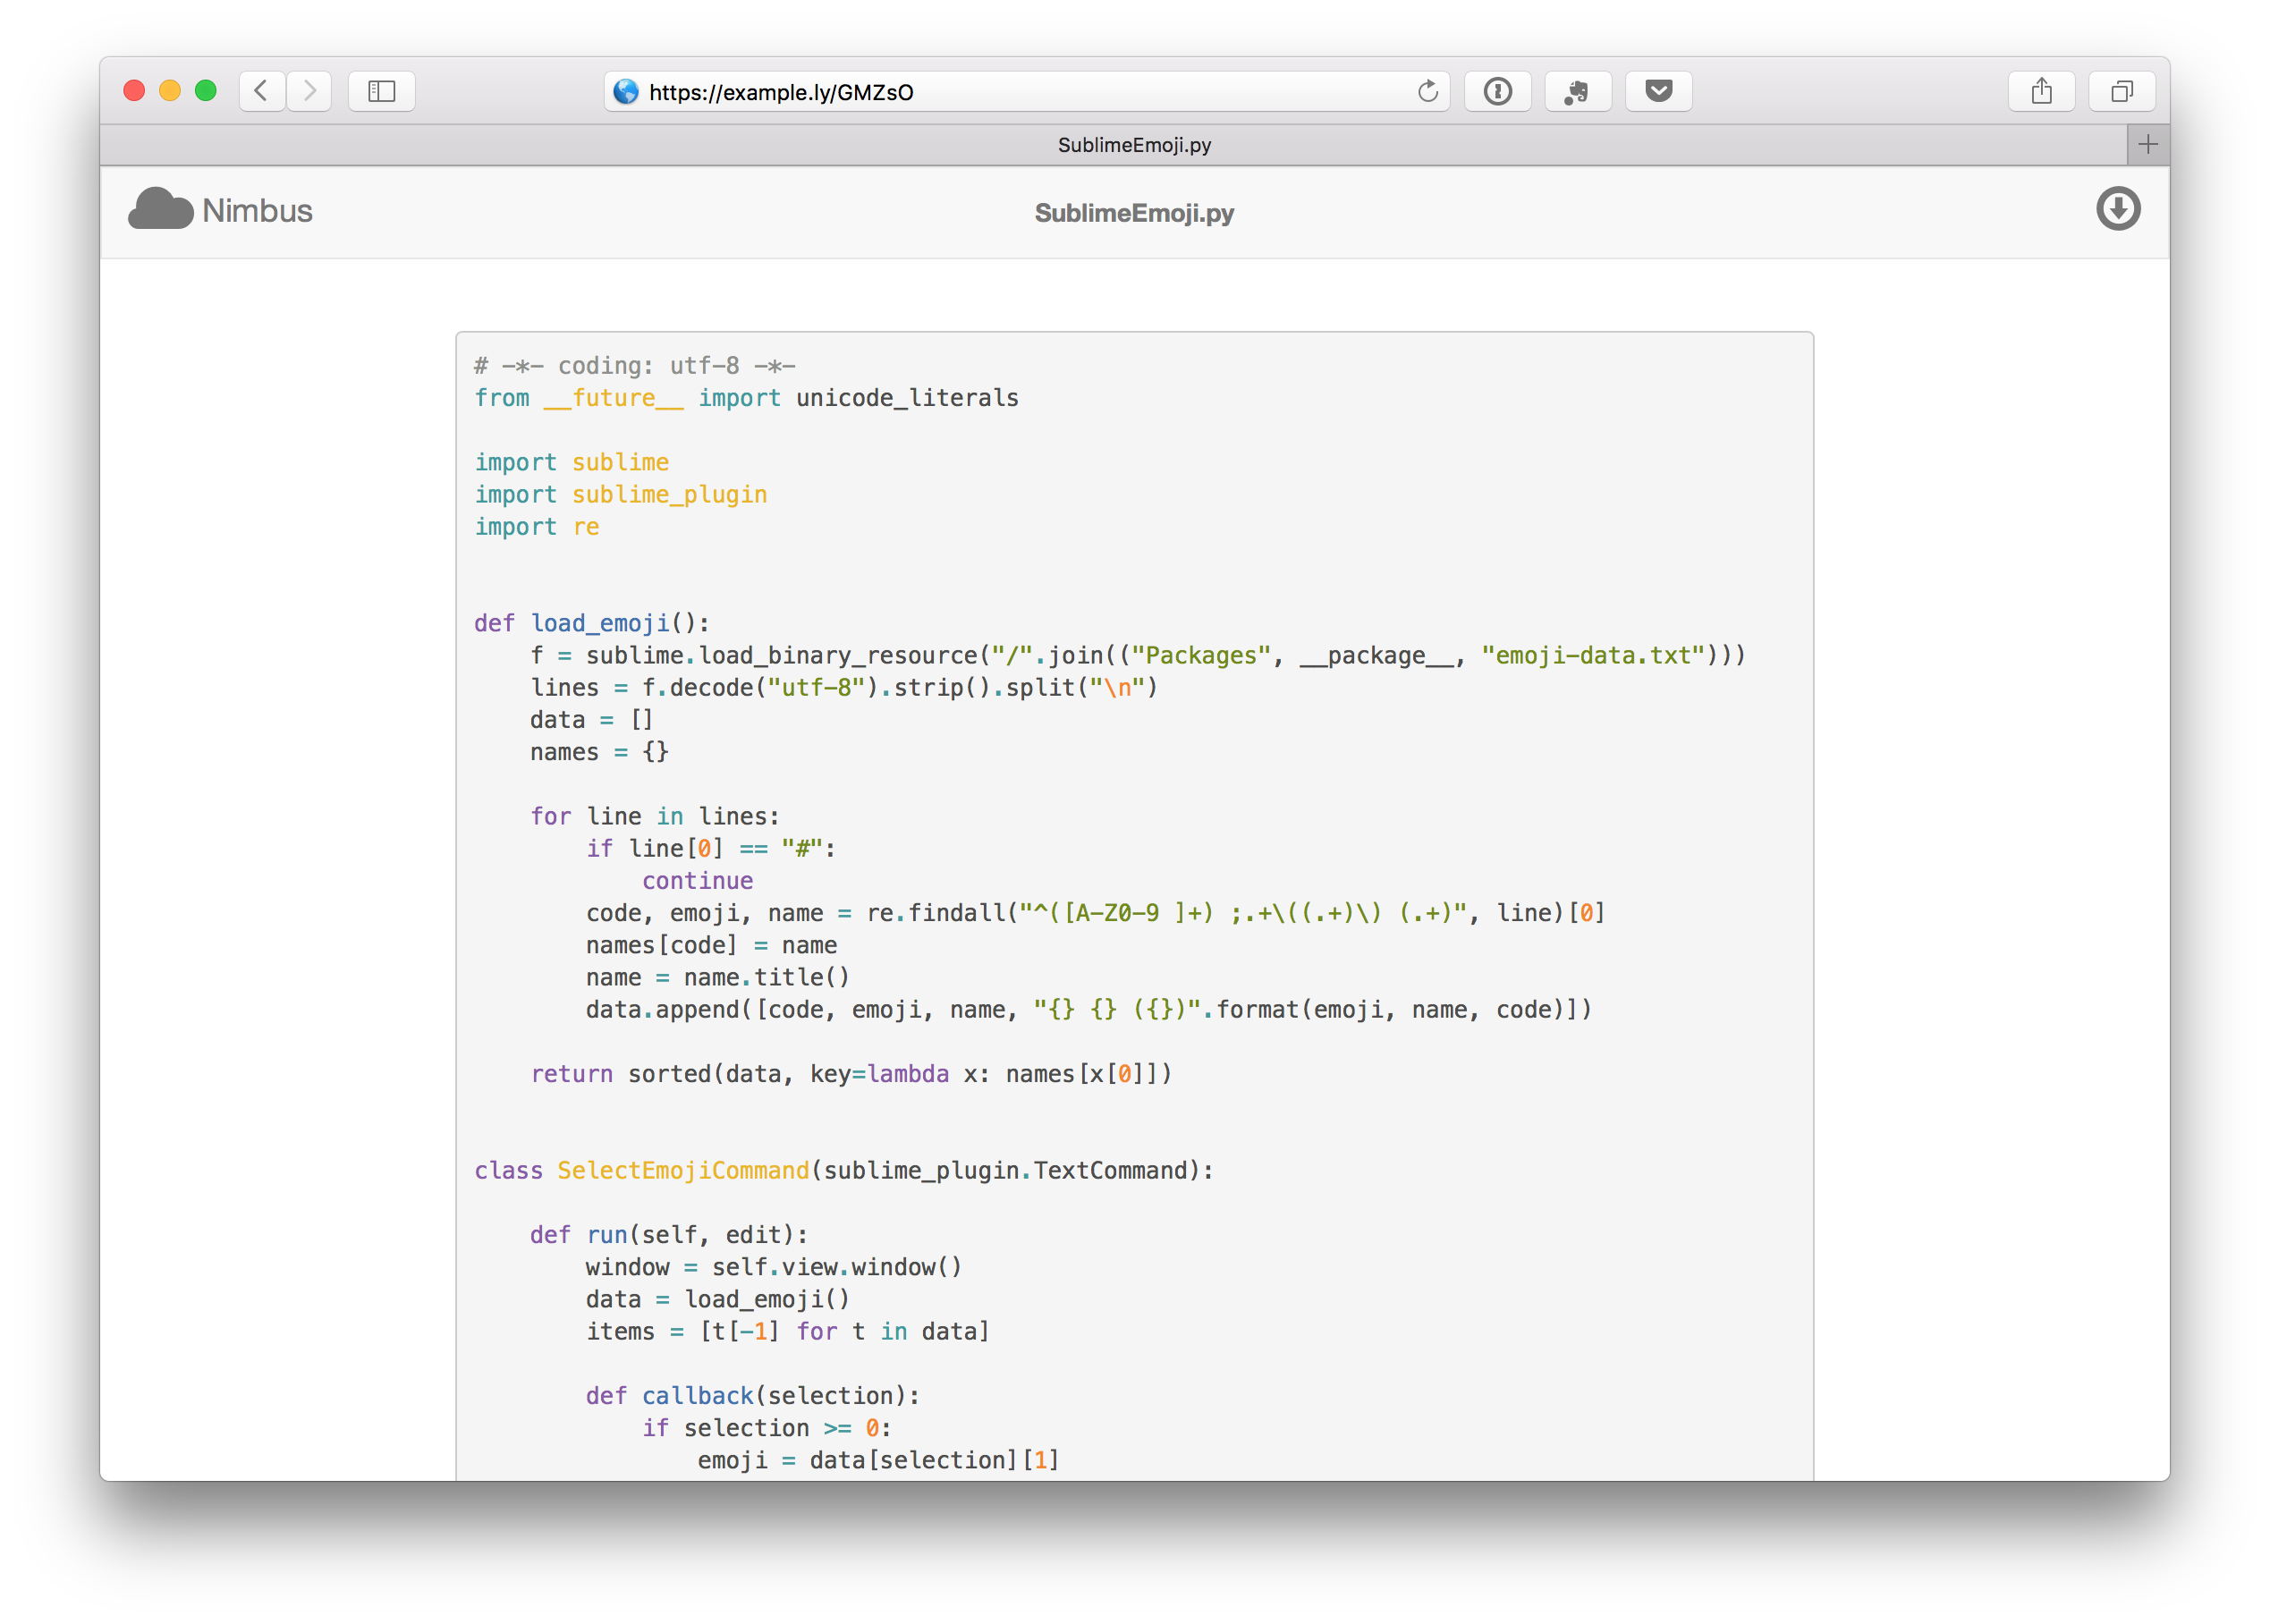 https://example.ly/GMZsO
SublimeEmoji.py
Nimbus
SublimeEmoji.py
# -*- coding: utf-8 -*-
from __future__ import unicode_literals

import sublime
import sublime_plugin
import re


def load_emoji():
    f = sublime.load_binary_resource("/".join(("Packages", __package__, "emoji-data.txt")))
    lines = f.decode("utf-8").strip().split("\n")
    data = []
    names = {}

    for line in lines:
        if line[0] == "#":
            continue
        code, emoji, name = re.findall("^([A-Z0-9 ]+) ;.+\((.+)\) (.+)", line)[0]
        names[code] = name
        name = name.title()
        data.append([code, emoji, name, "{} {} ({})".format(emoji, name, code)])

    return sorted(data, key=lambda x: names[x[0]])


class SelectEmojiCommand(sublime_plugin.TextCommand):

    def run(self, edit):
        window = self.view.window()
        data = load_emoji()
        items = [t[-1] for t in data]

        def callback(selection):
            if selection >= 0:
                emoji = data[selection][1]